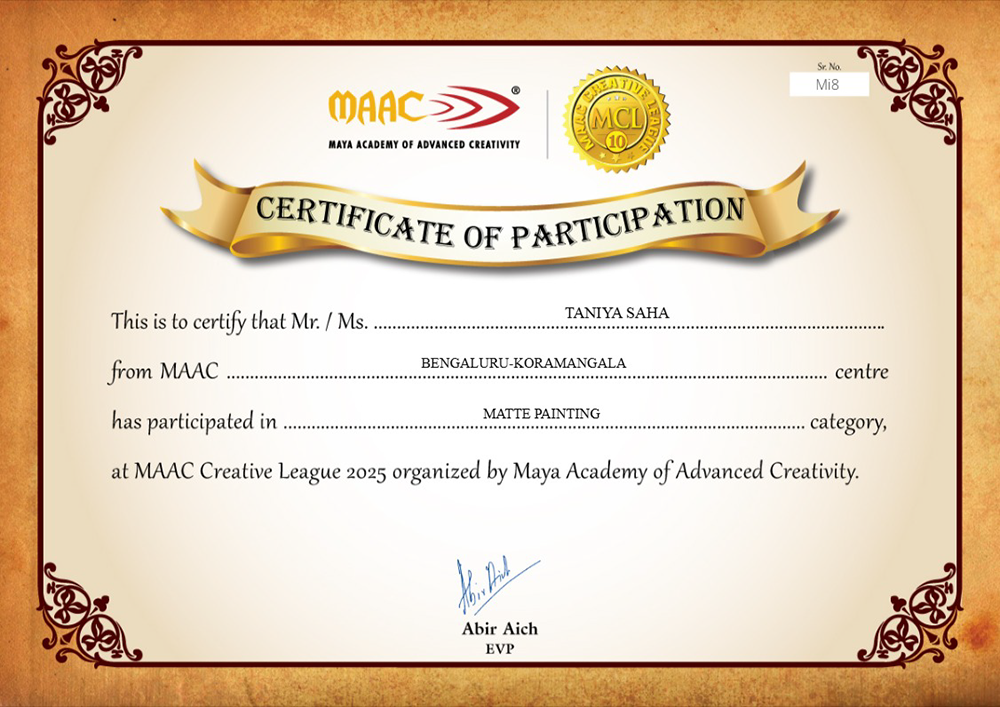 Sr. No.
Mi8
MAAC®
MAYA ACADEMY OF ADVANCED CREATIVITY
MAAC CREATIVE LEAGUE
MCL
10
CERTIFICATE OF PARTICIPATION
This is to certify that Mr. / Ms. TANIYA SAHA
from MAAC BENGALURU-KORAMANGALA centre
has participated in MATTE PAINTING category,
at MAAC Creative League 2025 organized by Maya Academy of Advanced Creativity.
Abir Aich
Abir Aich
EVP